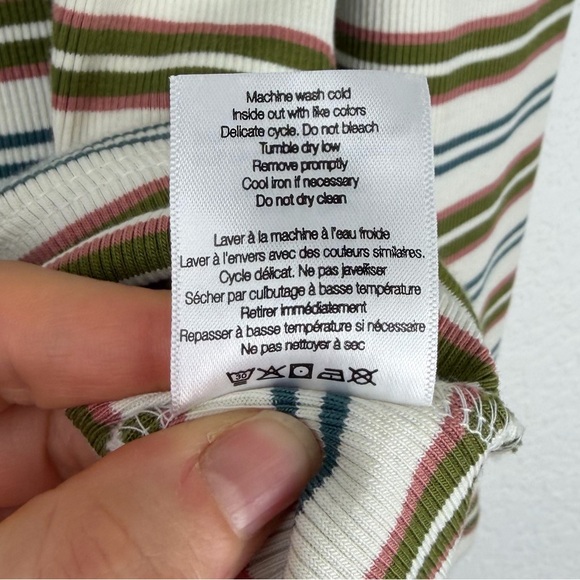 Machine wash cold
Inside out with like colors
Delicate cycle. Do not bleach
Tumble dry low
Remove promptly
Cool iron if necessary
Do not dry clean
Laver à la machine à l'eau froide
Laver à l'envers avec des couleurs similaires.
Cycle délicat. Ne pas javelliser
Sécher par culbutage à basse température
Retirer immédiatement
Repasser à basse température si nécessaire
Ne pas nettoyer à sec
30